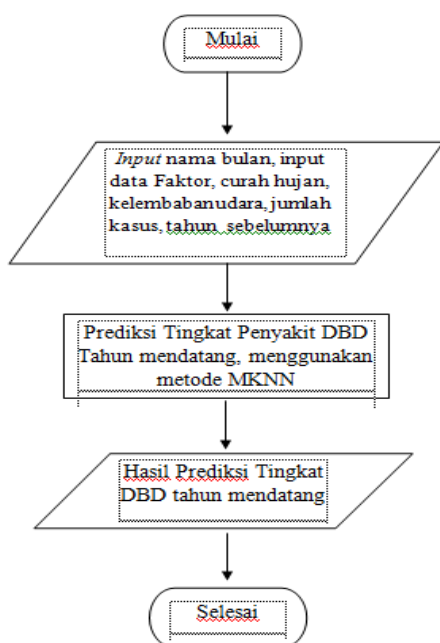 Mulai
Input nama bulan, input
data Faktor, curah hujan,
kelembabanudara, jumlah
kasus, tahun sebelumnya
Prediksi Tingkat Penyakit DBD
Tahun mendatang, menggunakan
metode MKNN
Hasil Prediksi Tingkat
DBD tahun mendatang
Selesai